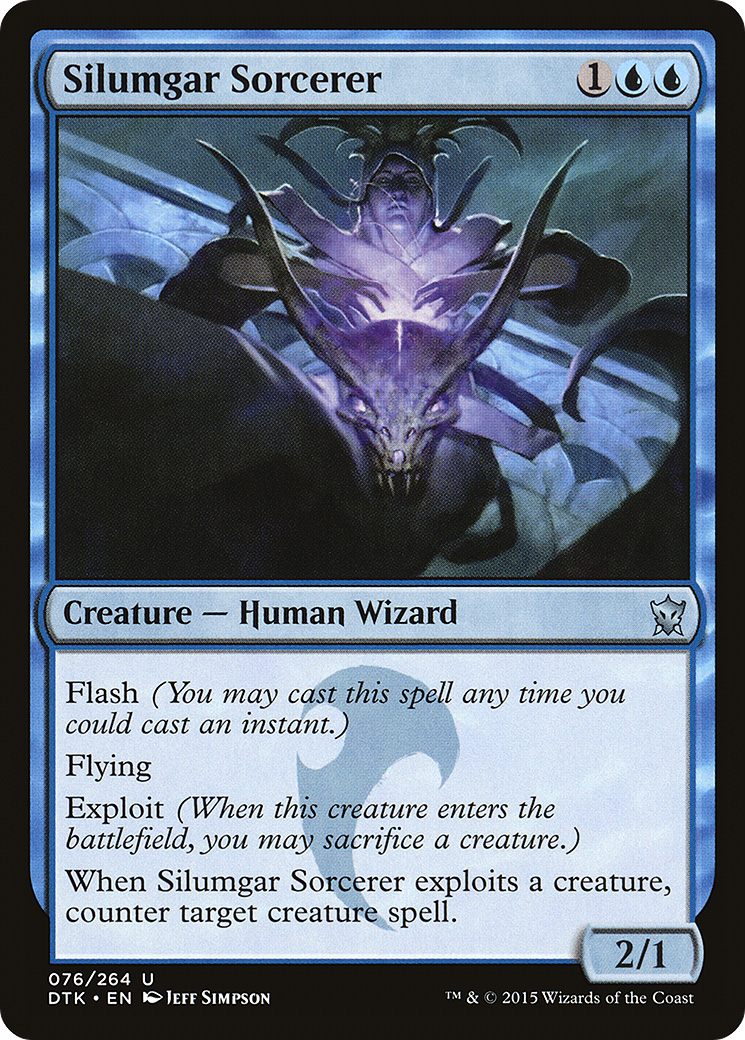 Silumgar Sorcerer 1
Creature — Human Wizard
Flash (You may cast this spell any time you
could cast an instant.)
Flying
Exploit (When this creature enters the
battlefield, you may sacrifice a creature.)
When Silumgar Sorcerer exploits a creature,
counter target creature spell.
2/1
076/264 U
DTK • EN Jeff Simpson
™ & © 2015 Wizards of the Coast